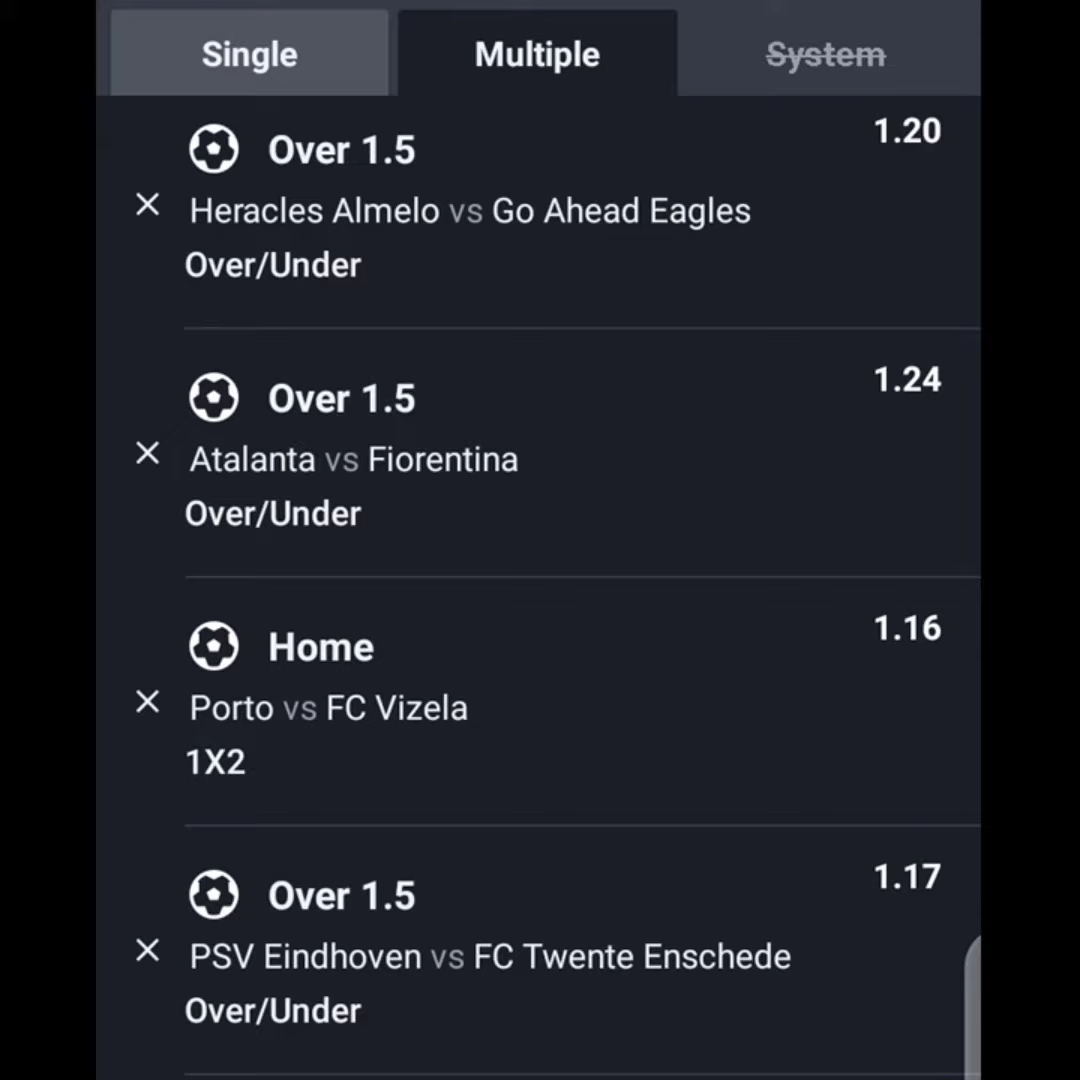 Single Multiple System
Over 1.5 1.20
Heracles Almelo vs Go Ahead Eagles
Over/Under
Over 1.5 1.24
Atalanta vs Fiorentina
Over/Under
Home 1.16
Porto vs FC Vizela
1X2
Over 1.5 1.17
PSV Eindhoven vs FC Twente Enschede
Over/Under